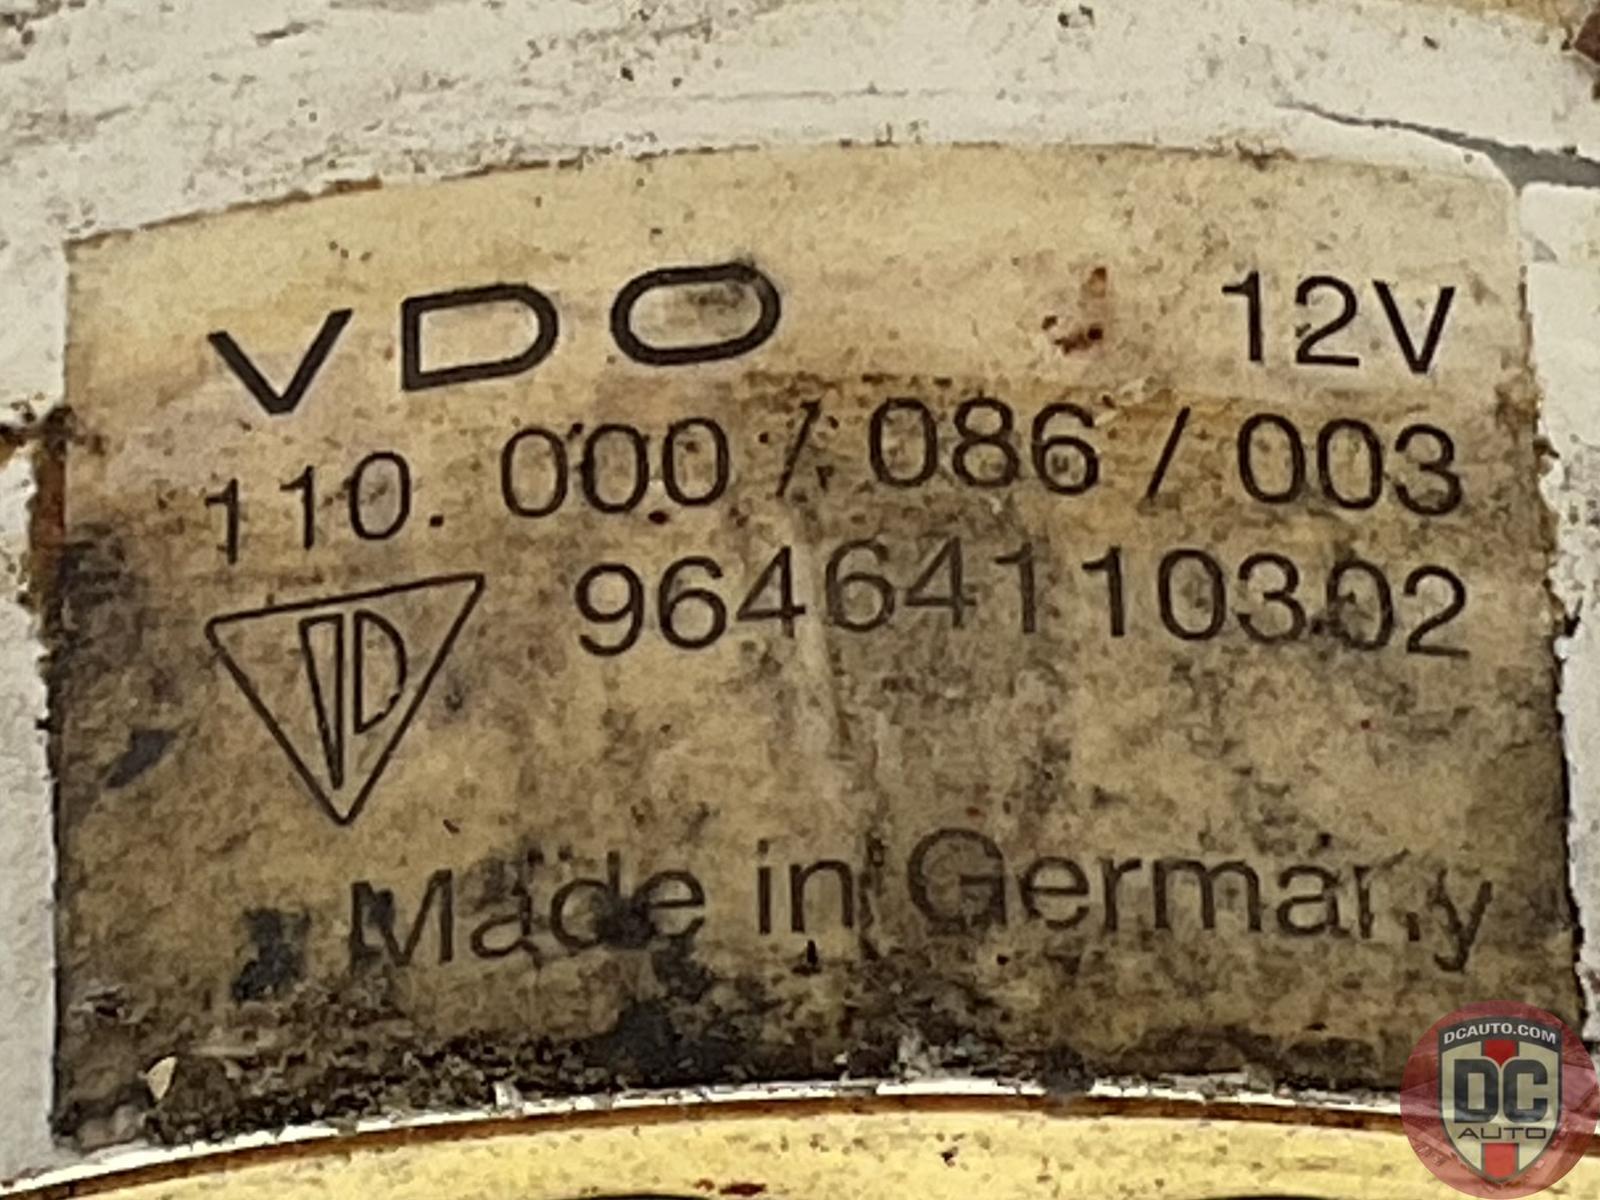 VDO 12V
110. 000 / 086 / 003
96464110302
Made in Germany
DCAUTO.COM
DC
AUTO